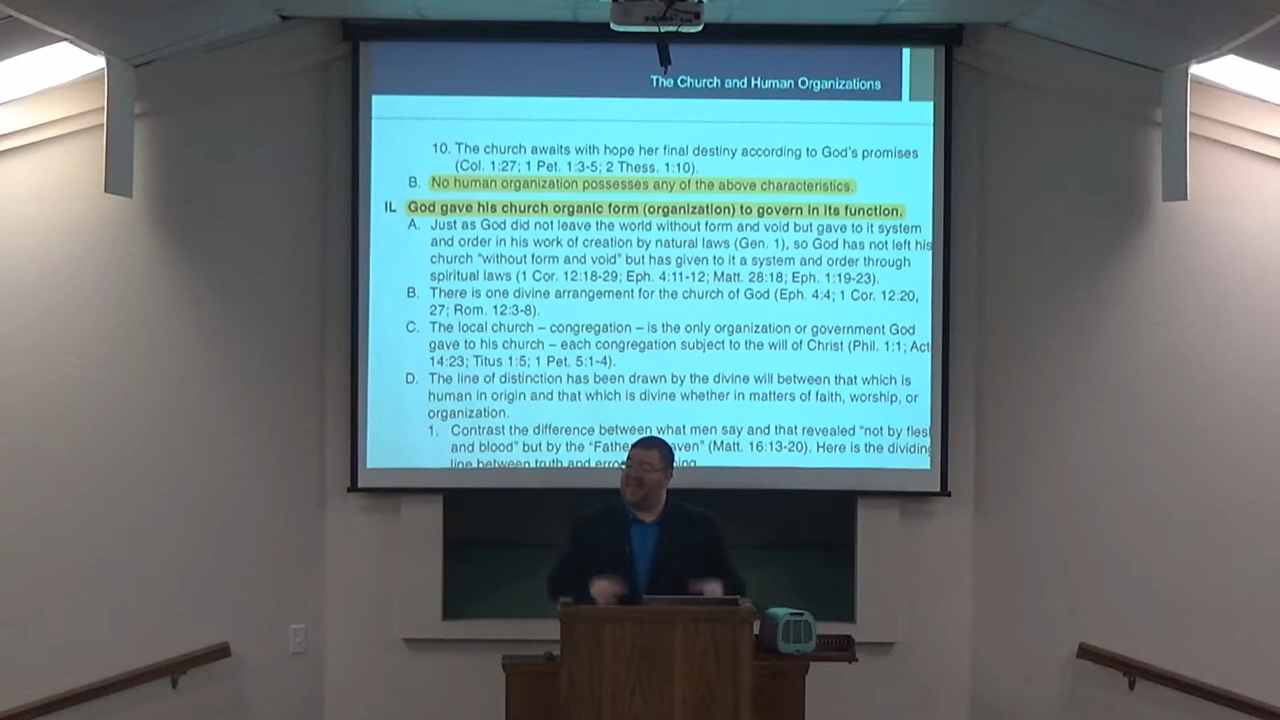 The Church and Human Organizations
10. The church awaits with hope her final destiny according to God's promises
(Col. 1:27; 1 Pet. 1:3-5; 2 Thess. 1:10).
B. No human organization possesses any of the above characteristics.
II. God gave his church organic form (organization) to govern in its function.
A. Just as God did not leave the world without form and void but gave to it system
and order in his work of creation by natural laws (Gen. 1), so God has not left his
church "without form and void" but has given to it a system and order through
spiritual laws (1 Cor. 12:18-29; Eph. 4:11-12; Matt. 28:18; Eph. 1:19-23).
B. There is one divine arrangement for the church of God (Eph. 4:4; 1 Cor. 12:20,
27; Rom. 12:3-8).
C. The local church – congregation – is the only organization or government God
gave to his church – each congregation subject to the will of Christ (Phil. 1:1; Act
14:23; Titus 1:5; 1 Pet. 5:1-4).
D. The line of distinction has been drawn by the divine will between that which is
human in origin and that which is divine whether in matters of faith, worship, or
organization.
1. Contrast the difference between what men say and that revealed "not by fles
and blood" but by the "Fathe aven" (Matt. 16:13-20). Here is the dividing
line between truth and erro